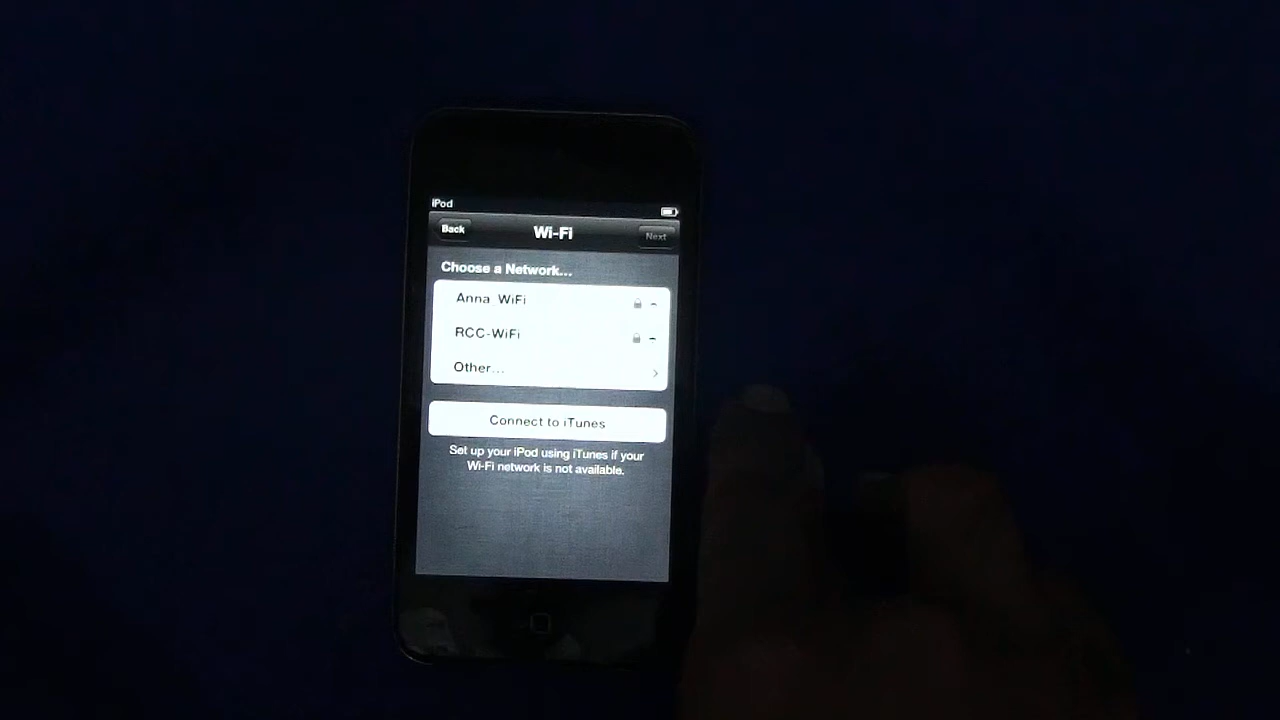 iPod
Back
Wi-Fi
Next
Choose a Network...
Anna WiFi
RCC-WiFi
Other...
Connect to iTunes
Set up your iPod using iTunes if your
Wi-Fi network is not available.